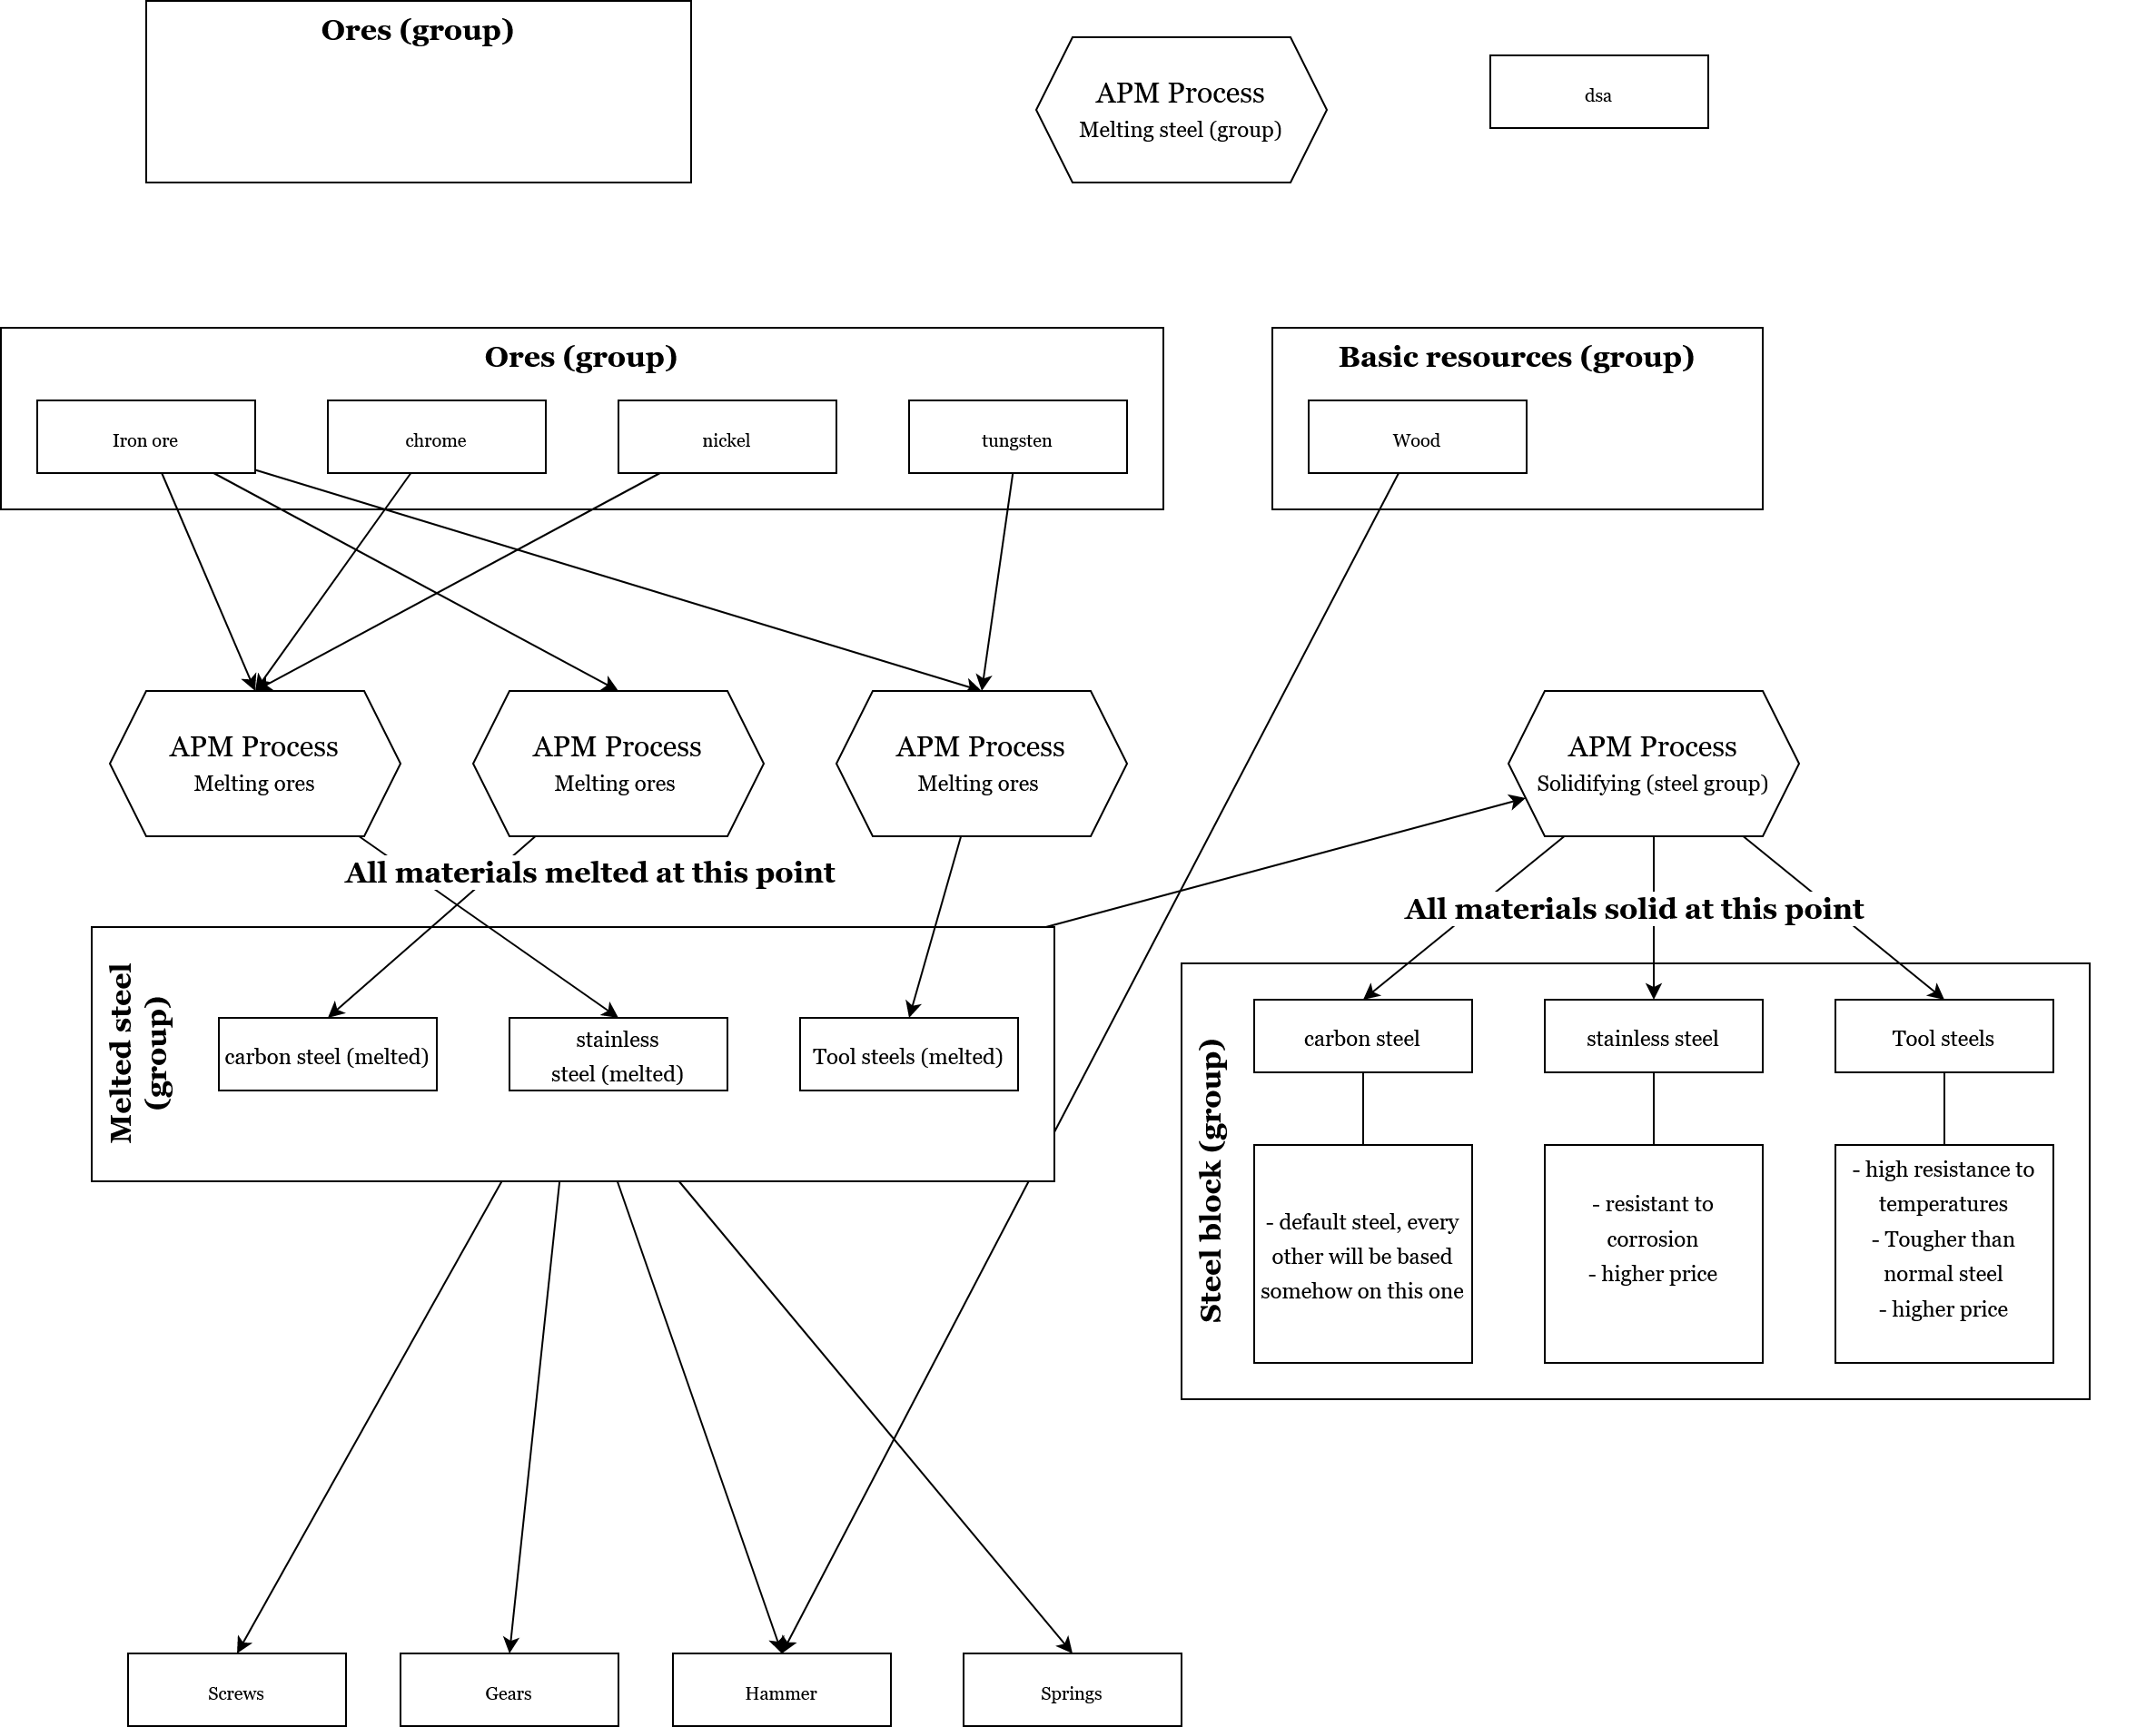 Ores (group)
APM Process
Melting steel (group)
dsa
Ores (group)
Basic resources (group)
Iron ore
chrome
nickel
tungsten
Wood
APM Process
Melting ores
APM Process
Melting ores
APM Process
Melting ores
APM Process
Solidifying (steel group)
All materials melted at this point
All materials solid at this point
Melted steel
(group)
carbon steel (melted)
stainless
steel (melted)
Tool steels (melted)
Steel block (group)
carbon steel
stainless steel
Tool steels
- default steel, every
other will be based
somehow on this one
- resistant to
corrosion
- higher price
- high resistance to
temperatures
- Tougher than
normal steel
- higher price
Screws
Gears
Hammer
Springs